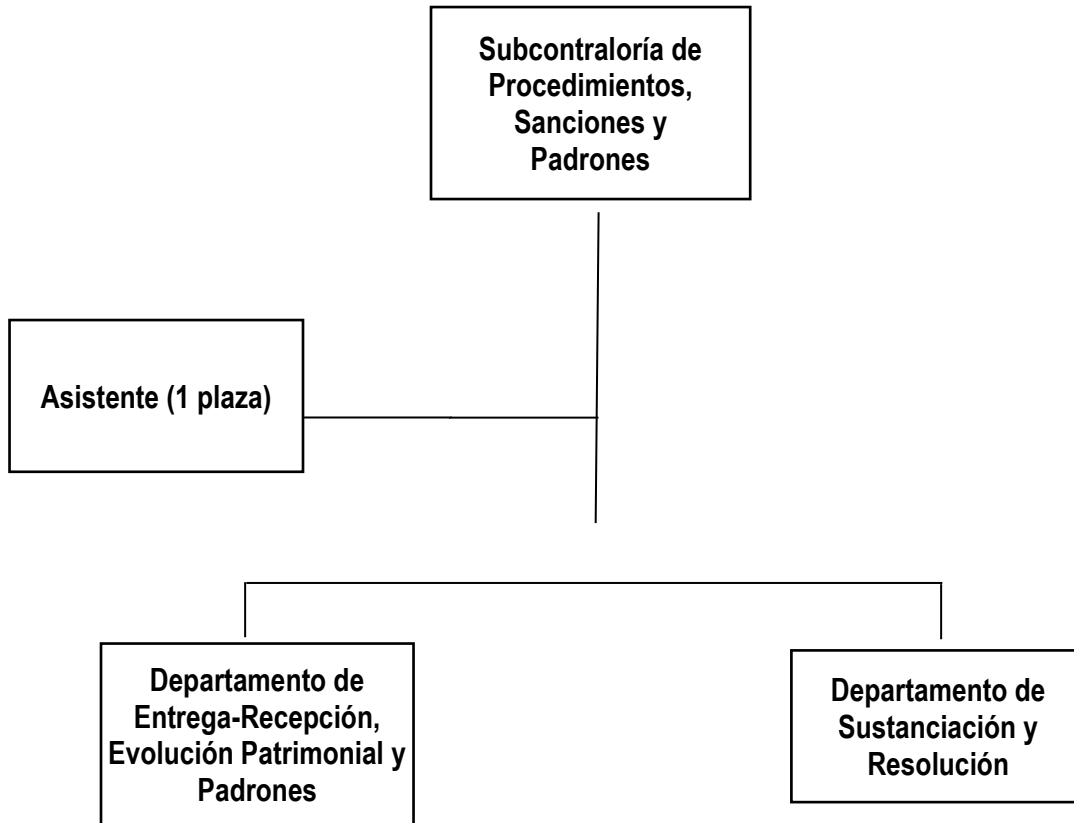 Subcontraloría de
Procedimientos,
Sanciones y
Padrones
Asistente (1 plaza)
Departamento de
Entrega-Recepción,
Evolución Patrimonial y
Padrones
Departamento de
Sustanciación y
Resolución